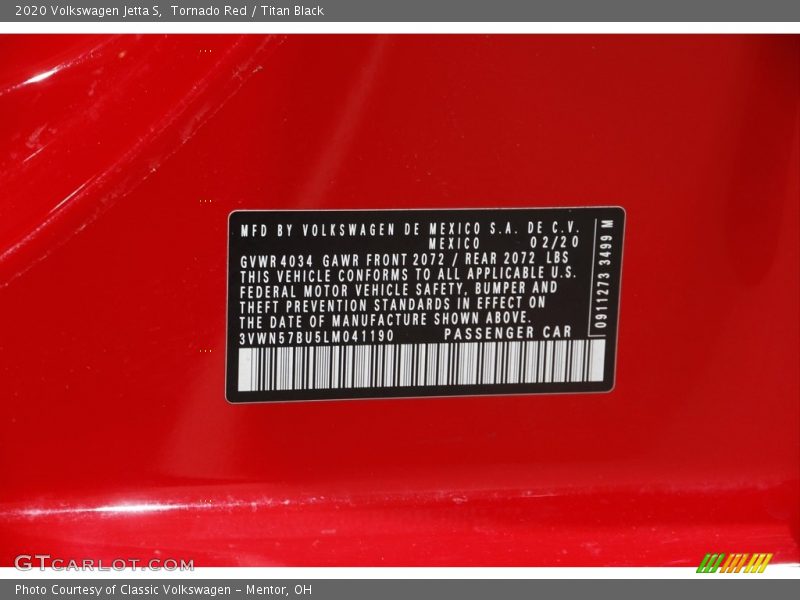 2020 Volkswagen Jetta S,  Tornado Red / Titan Black
MFD BY VOLKSWAGEN DE MEXICO S.A. DE C.V.
MEXICO 02/20
GVWR 4034 GAWR FRONT 2072 / REAR 2072 LBS
THIS VEHICLE CONFORMS TO ALL APPLICABLE U.S.
FEDERAL MOTOR VEHICLE SAFETY, BUMPER AND
THEFT PREVENTION STANDARDS IN EFFECT ON
THE DATE OF MANUFACTURE SHOWN ABOVE.
3VWN57BU5LM041190 PASSENGER CAR
0911273 3499 M
GTCARLOT.COM
Photo Courtesy of Classic Volkswagen - Mentor, OH